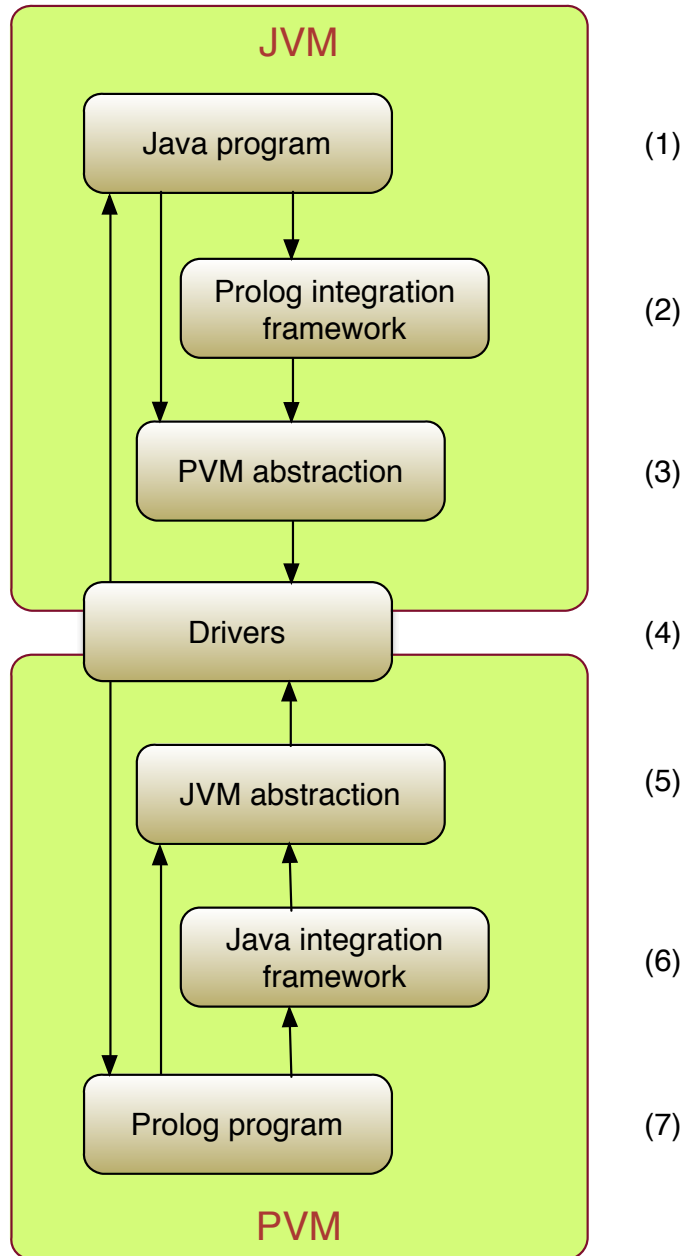 JVM
Java program
(1)
Prolog integration
framework
(2)
PVM abstraction
(3)
Drivers
(4)
JVM abstraction
(5)
Java integration
framework
(6)
Prolog program
(7)
PVM